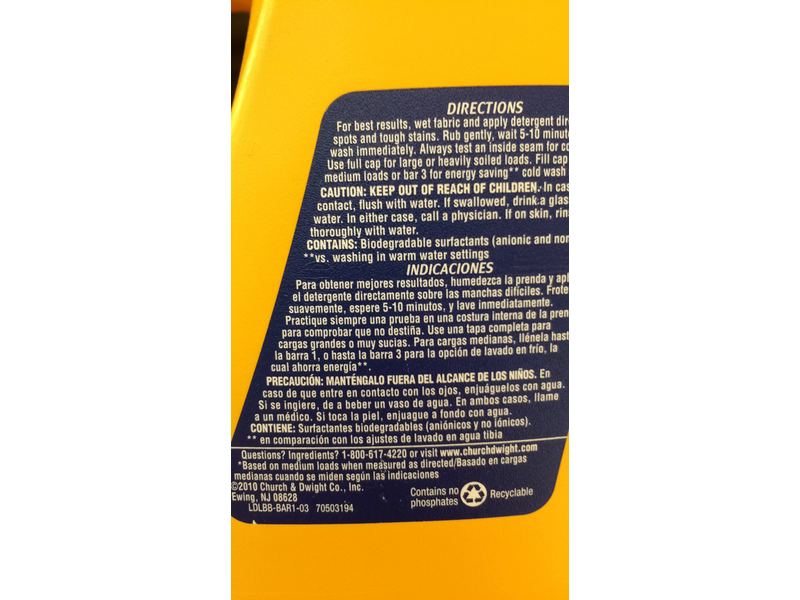 DIRECTIONS
For best results, wet fabric and apply detergent dir
spots and tough stains. Rub gently, wait 5-10 minut
wash immediately. Always test an inside seam for co
Use full cap for large or heavily soiled loads. Fill cap
medium loads or bar 3 for energy saving** cold wash
CAUTION: KEEP OUT OF REACH OF CHILDREN. In cas
contact, flush with water. If swallowed, drink a glas
water. In either case, call a physician. If on skin, rin
thoroughly with water.
CONTAINS: Biodegradable surfactants (anionic and non
**vs. washing in warm water settings
INDICACIONES
Para obtener mejores resultados, humedezca la prenda y apl
el detergente directamente sobre las manchas difíciles. Frote
suavemente, espere 5-10 minutos, y lave inmediatamente.
Practique siempre una prueba en una costura interna de la pren
para comprobar que no destiña. Use una tapa completa para
cargas grandes o muy sucias. Para cargas medianas, llénela hast
la barra 1, o hasta la barra 3 para la opción de lavado en frío, la
cual ahorra energía**.
PRECAUCIÓN: MANTÉNGALO FUERA DEL ALCANCE DE LOS NIÑOS. En
caso de que entre en contacto con los ojos, enjuáguelos con agua.
Si se ingiere, de a beber un vaso de agua. En ambos casos, llame
a un médico. Si toca la piel, enjuague a fondo con agua.
CONTIENE: Surfactantes biodegradables (aniónicos y no iónicos).
** en comparación con los ajustes de lavado en agua tibia
Questions? Ingredients? 1-800-617-4220 or visit www.churchdwight.com
*Based on medium loads when measured as directed/Basado en cargas
medianas cuando se miden según las indicaciones
©2010 Church & Dwight Co., Inc.
Ewing, NJ 08628
LDLBB-BAR1-03 70503194
Contains no
phosphates
Recyclable